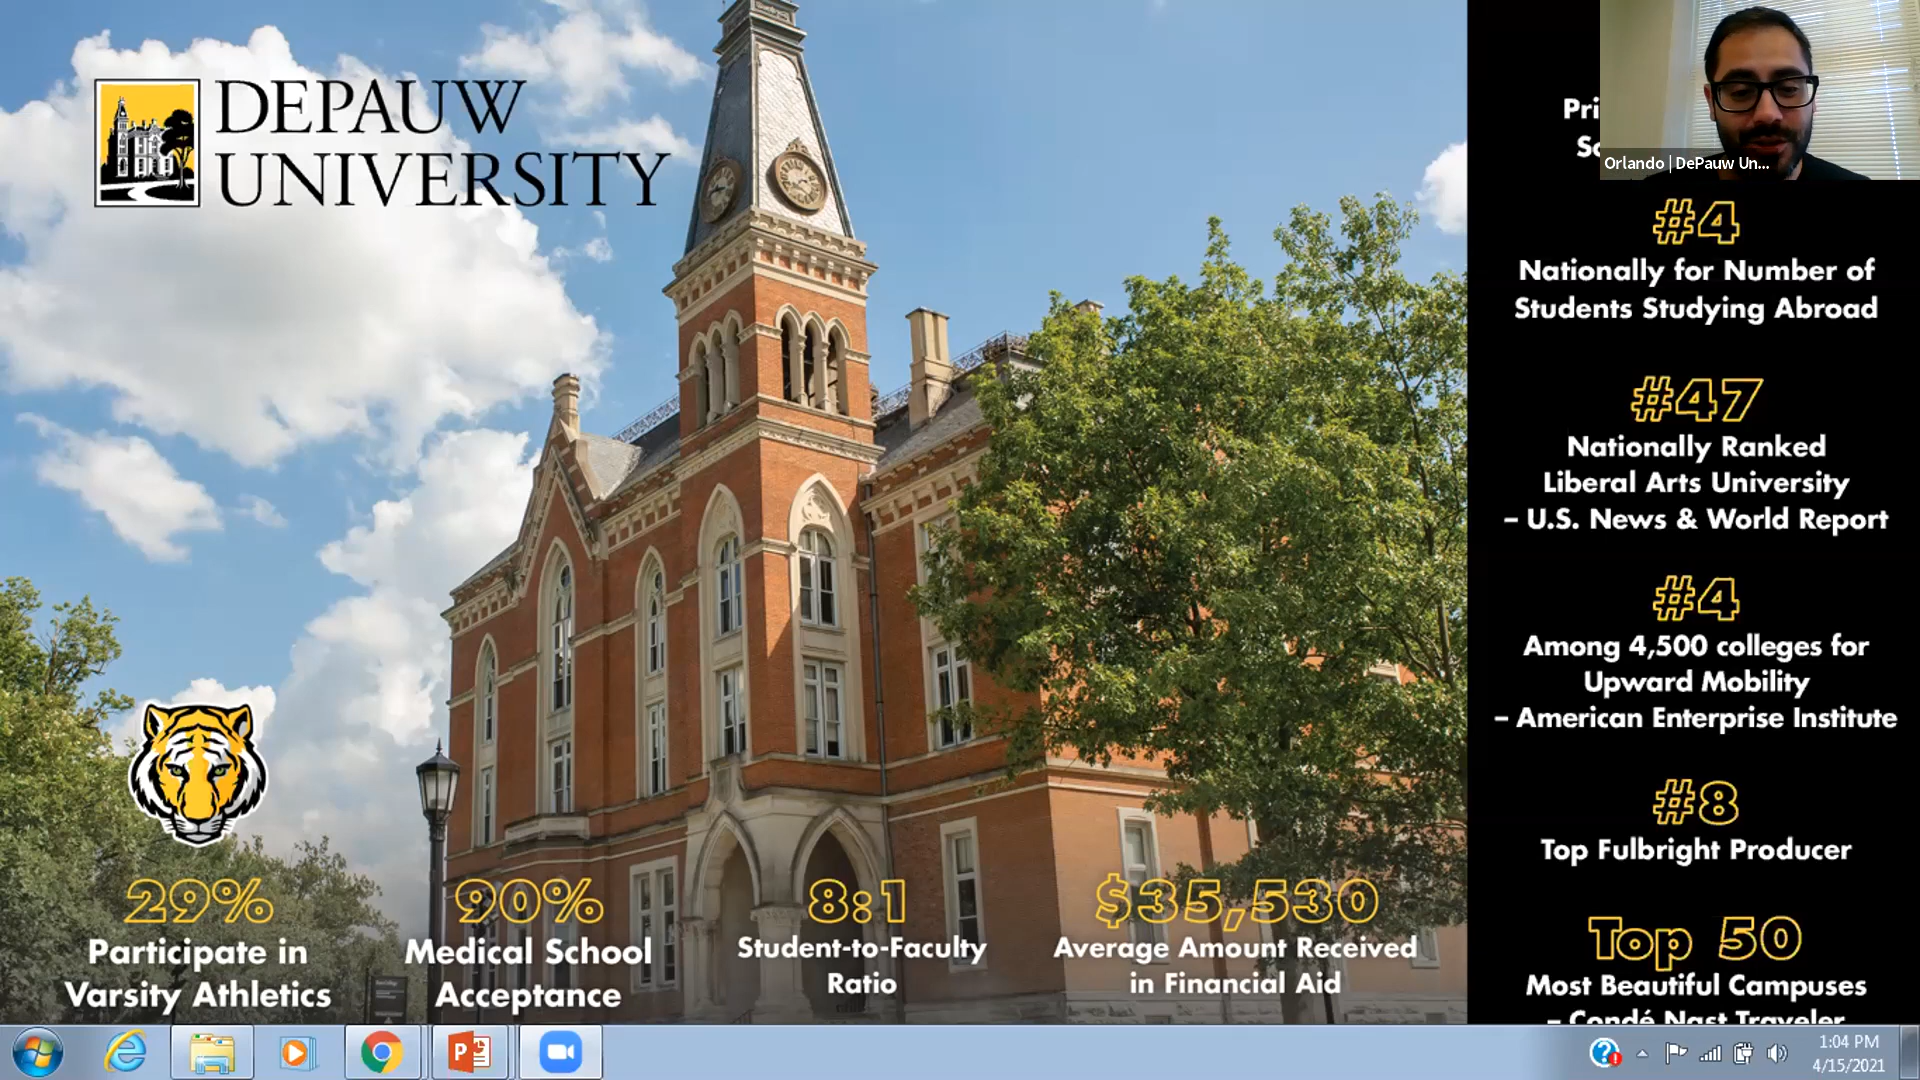 DEPAUW
UNIVERSITY
29%
Participate in
Varsity Athletics
90%
Medical School
Acceptance
8:1
Student-to-Faculty
Ratio
$35,530
Average Amount Received
in Financial Aid
Orlando | DePauw Un...
#4
Nationally for Number of
Students Studying Abroad
#47
Nationally Ranked
Liberal Arts University
– U.S. News & World Report
#4
Among 4,500 colleges for
Upward Mobility
– American Enterprise Institute
#8
Top Fulbright Producer
Top 50
Most Beautiful Campuses
– Condé Nast Traveler
1:04 PM
4/15/2021